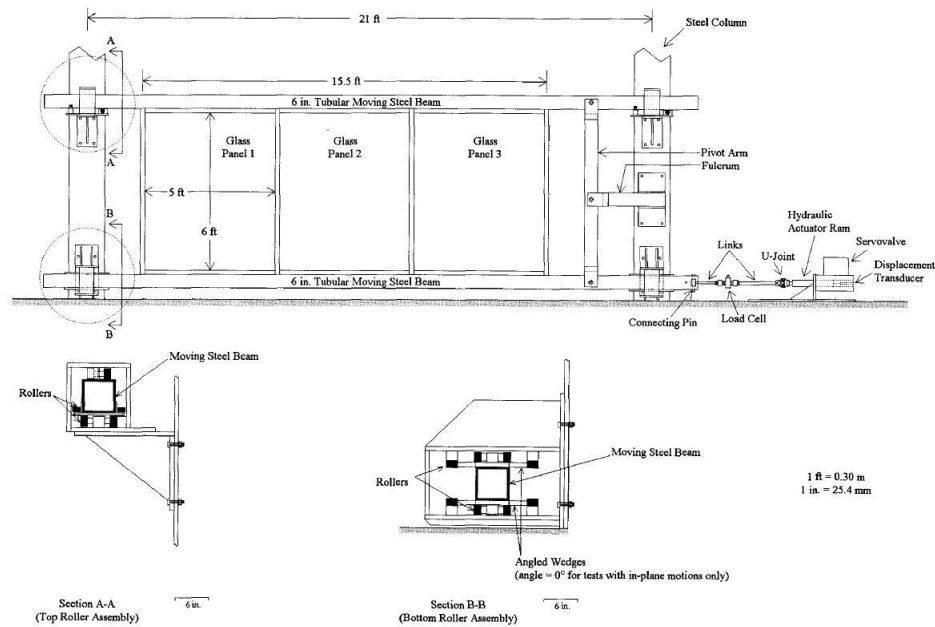 21 ft
Steel Column
A
15.5 ft
6 in. Tubular Moving Steel Beam
Glass
Panel 1
Glass
Panel 2
Glass
Panel 3
A
Pivot Arm
Fulcrum
5 ft
B
6 ft
Hydraulic
Actuator Ram
Servovalve
Links
U-Joint
Displacement
Transducer
6 in. Tubular Moving Steel Beam
B
Connecting Pin
Load Cell
Moving Steel Beam
Rollers
Moving Steel Beam
Rollers
1 ft = 0.30 m
1 in. = 25.4 mm
Angled Wedges
(angle = 0° for tests with in-plane motions only)
Section A-A
(Top Roller Assembly)
6 in.
Section B-B
(Bottom Roller Assembly)
6 in.